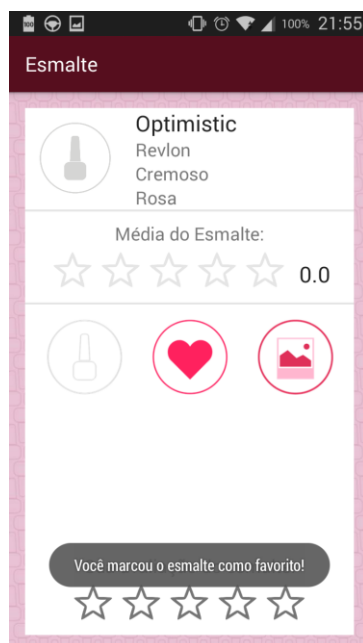 100% 21:55
Esmalte
Optimistic
Revlon
Cremoso
Rosa
Média do Esmalte:
0.0
Você marcou o esmalte como favorito!